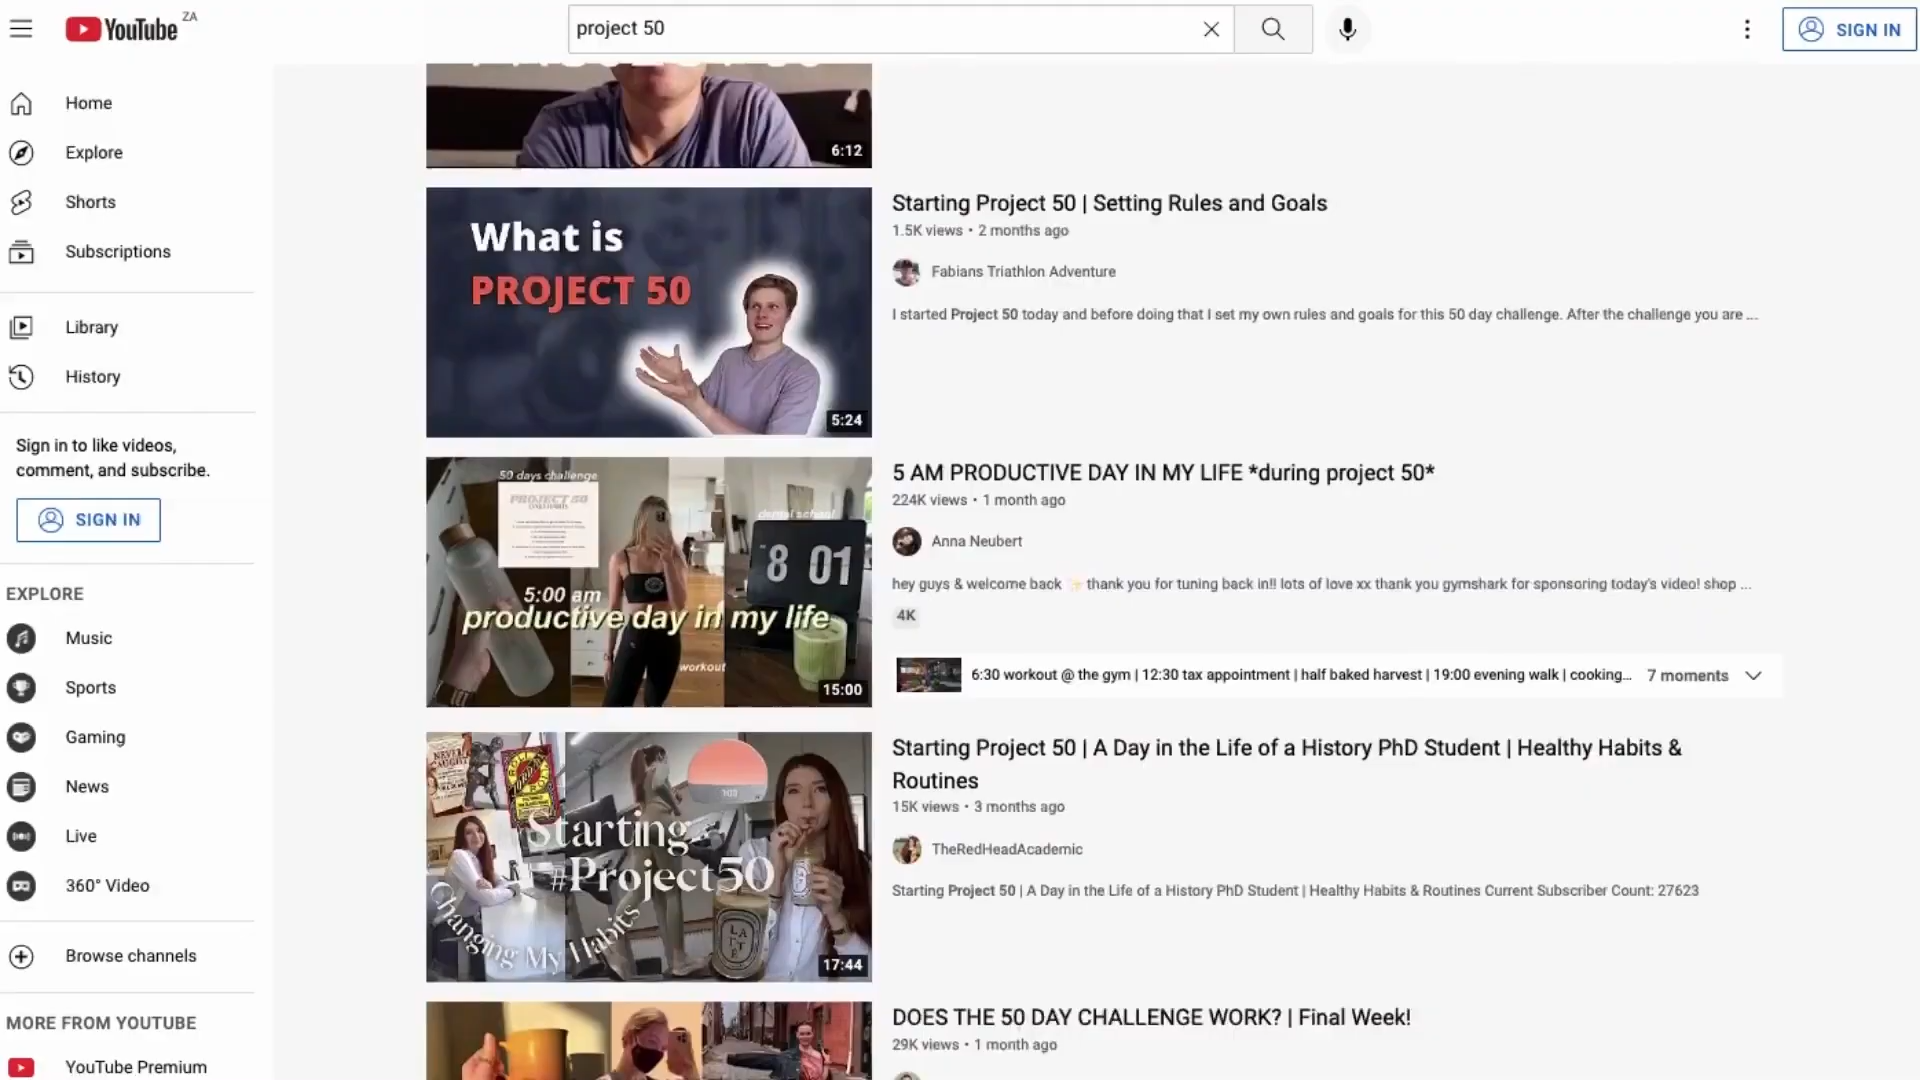 YouTube ZA
project 50
SIGN IN
Home
Explore
Shorts
Subscriptions
Library
History
Sign in to like videos,
comment, and subscribe.
SIGN IN
EXPLORE
Music
Sports
Gaming
News
Live
360° Video
Browse channels
MORE FROM YOUTUBE
YouTube Premium
6:12
What is
PROJECT 50
5:24
Starting Project 50 | Setting Rules and Goals
1.5K views • 2 months ago
Fabians Triathlon Adventure
I started Project 50 today and before doing that I set my own rules and goals for this 50 day challenge. After the challenge you are ...
50 days challenge
PROJECT 50
dental school
8 01
5:00 am
productive day in my life
workout
15:00
5 AM PRODUCTIVE DAY IN MY LIFE *during project 50*
224K views • 1 month ago
Anna Neubert
hey guys & welcome back ✨ thank you for tuning back in!! lots of love xx thank you gymshark for sponsoring today's video! shop ...
4K
6:30 workout @ the gym | 12:30 tax appointment | half baked harvest | 19:00 evening walk | cooking... 7 moments
Starting
#Project50
Changing My Habits
17:44
Starting Project 50 | A Day in the Life of a History PhD Student | Healthy Habits &
Routines
15K views • 3 months ago
TheRedHeadAcademic
Starting Project 50 | A Day in the Life of a History PhD Student | Healthy Habits & Routines Current Subscriber Count: 27623
DOES THE 50 DAY CHALLENGE WORK? | Final Week!
29K views • 1 month ago